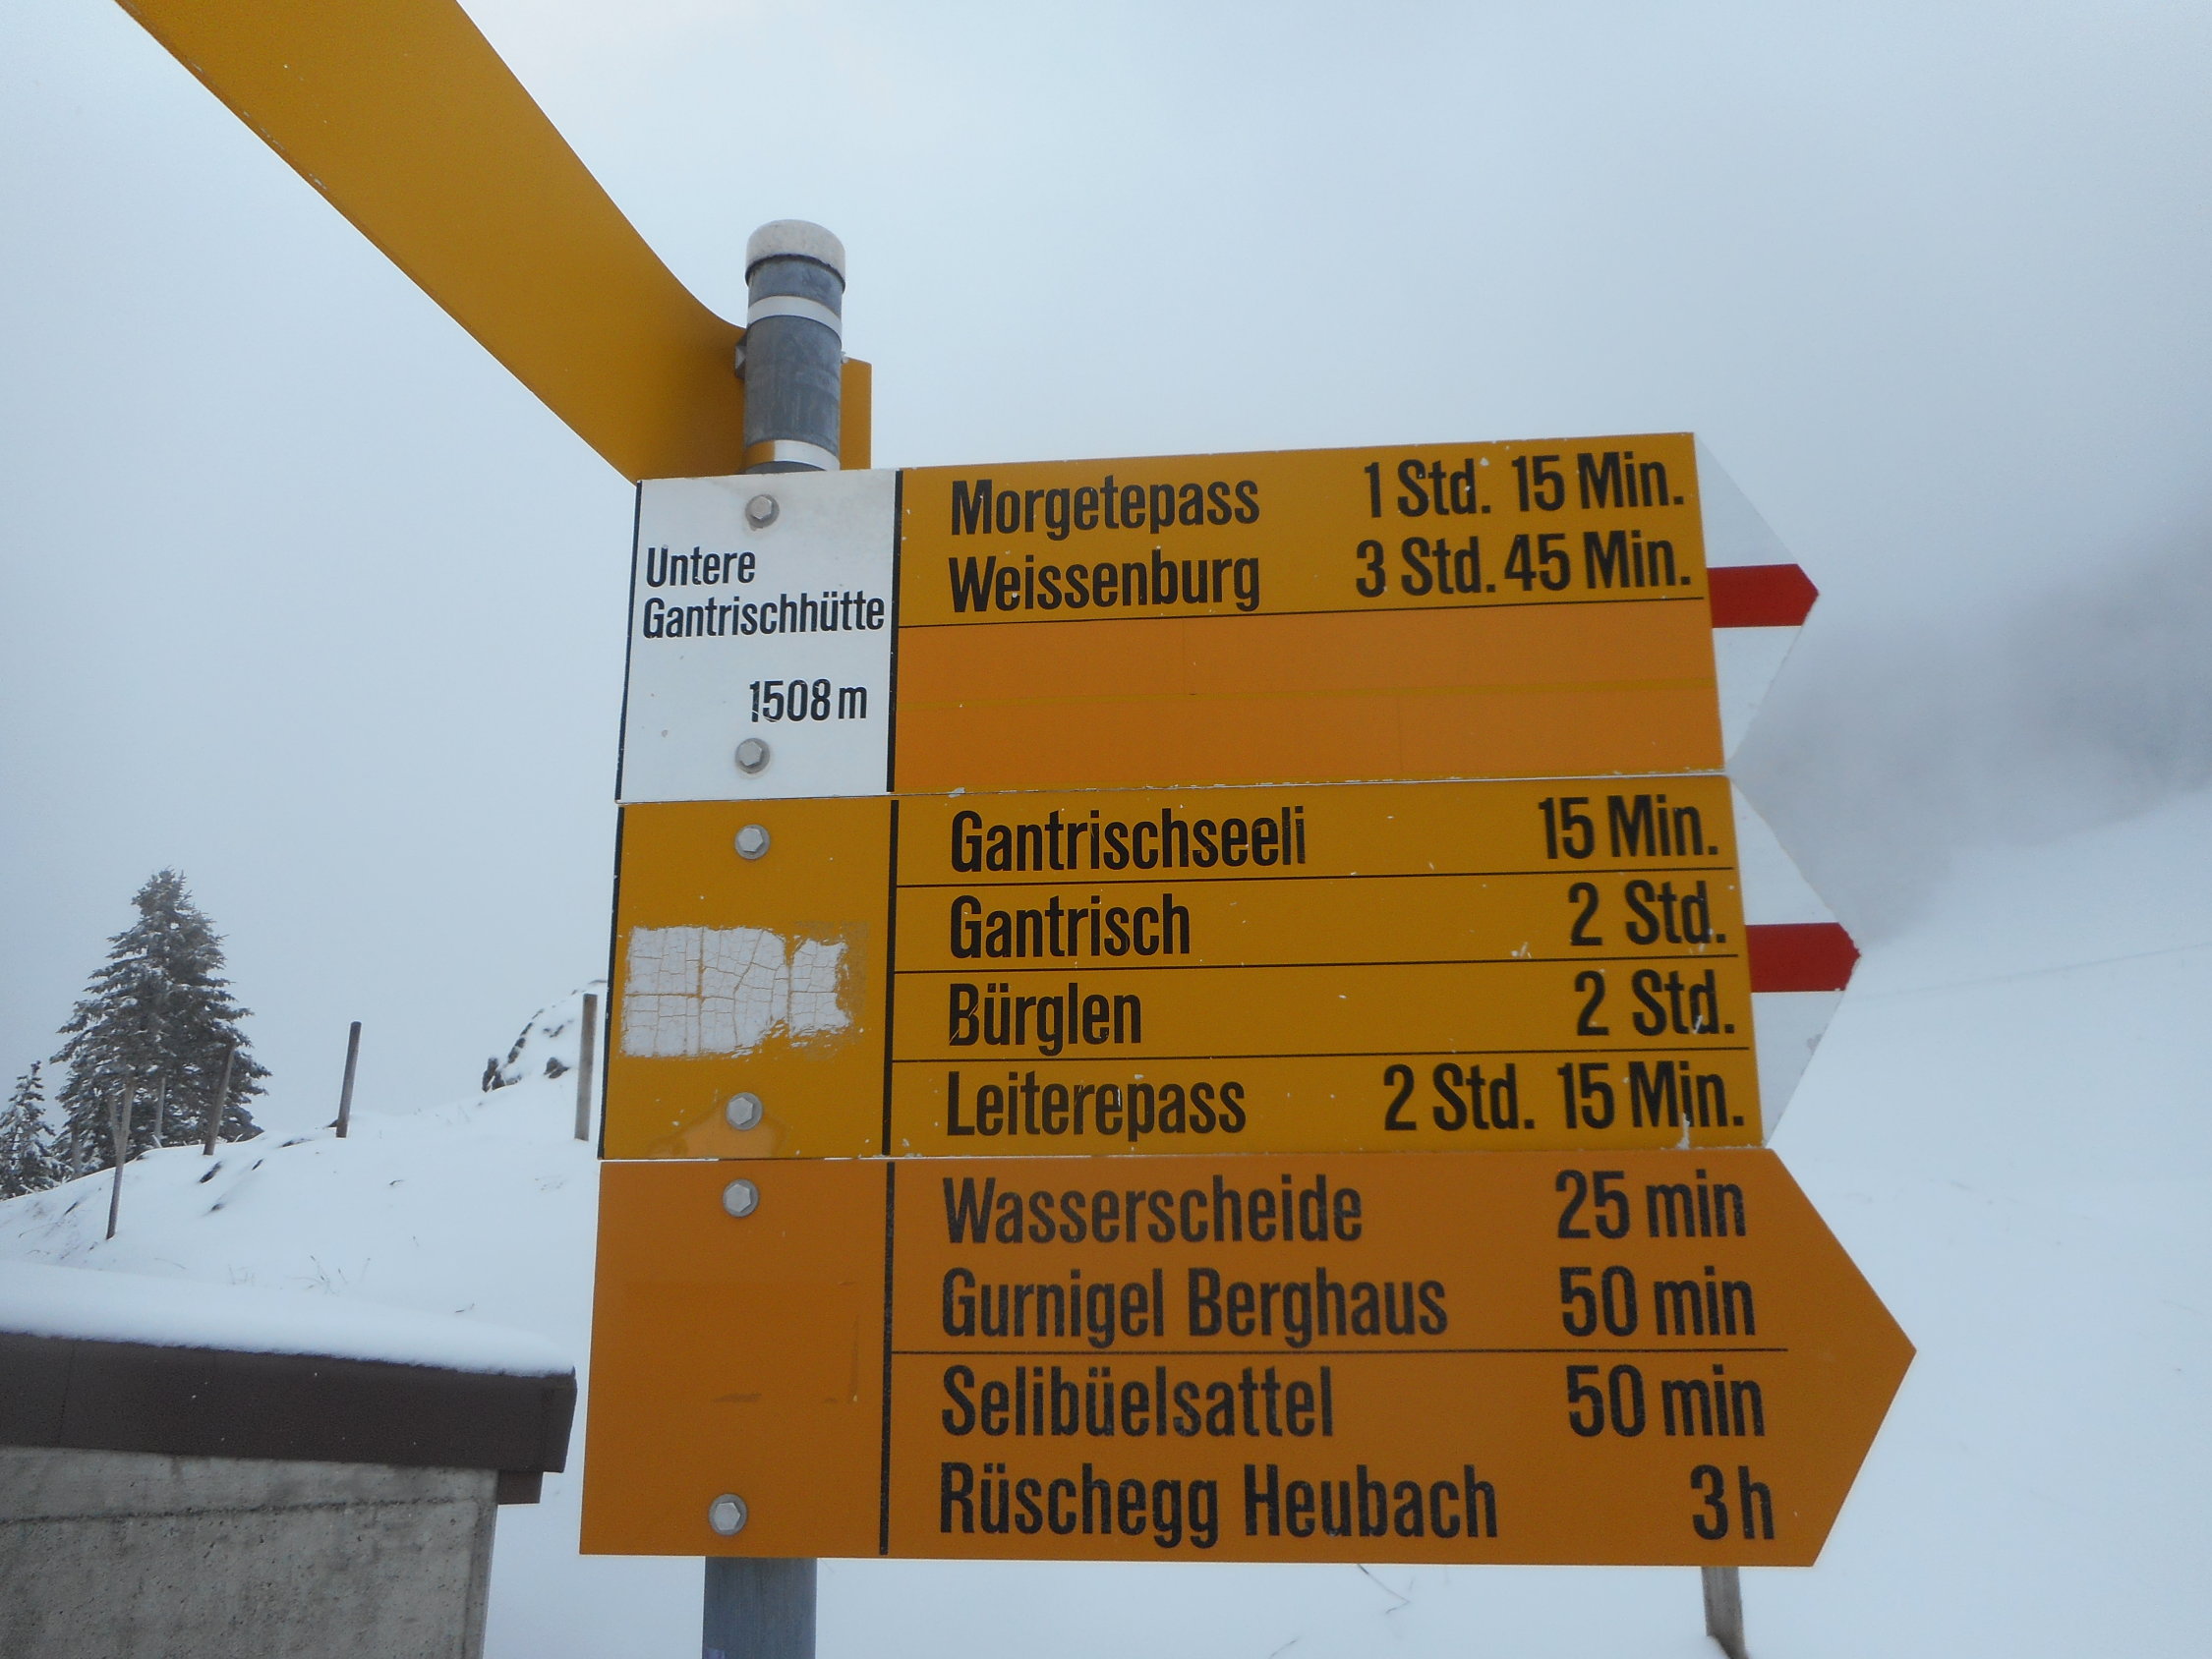 Untere
Gantrischhütte
1508 m
Morgetepass 1 Std. 15 Min.
Weissenburg 3 Std. 45 Min.
Gantrischseeli 15 Min.
Gantrisch 2 Std.
Bürglen 2 Std.
Leiterepass 2 Std. 15 Min.
Wasserscheide 25 min
Gurnigel Berghaus 50 min
Selibüelsattel 50 min
Rüschegg Heubach 3 h